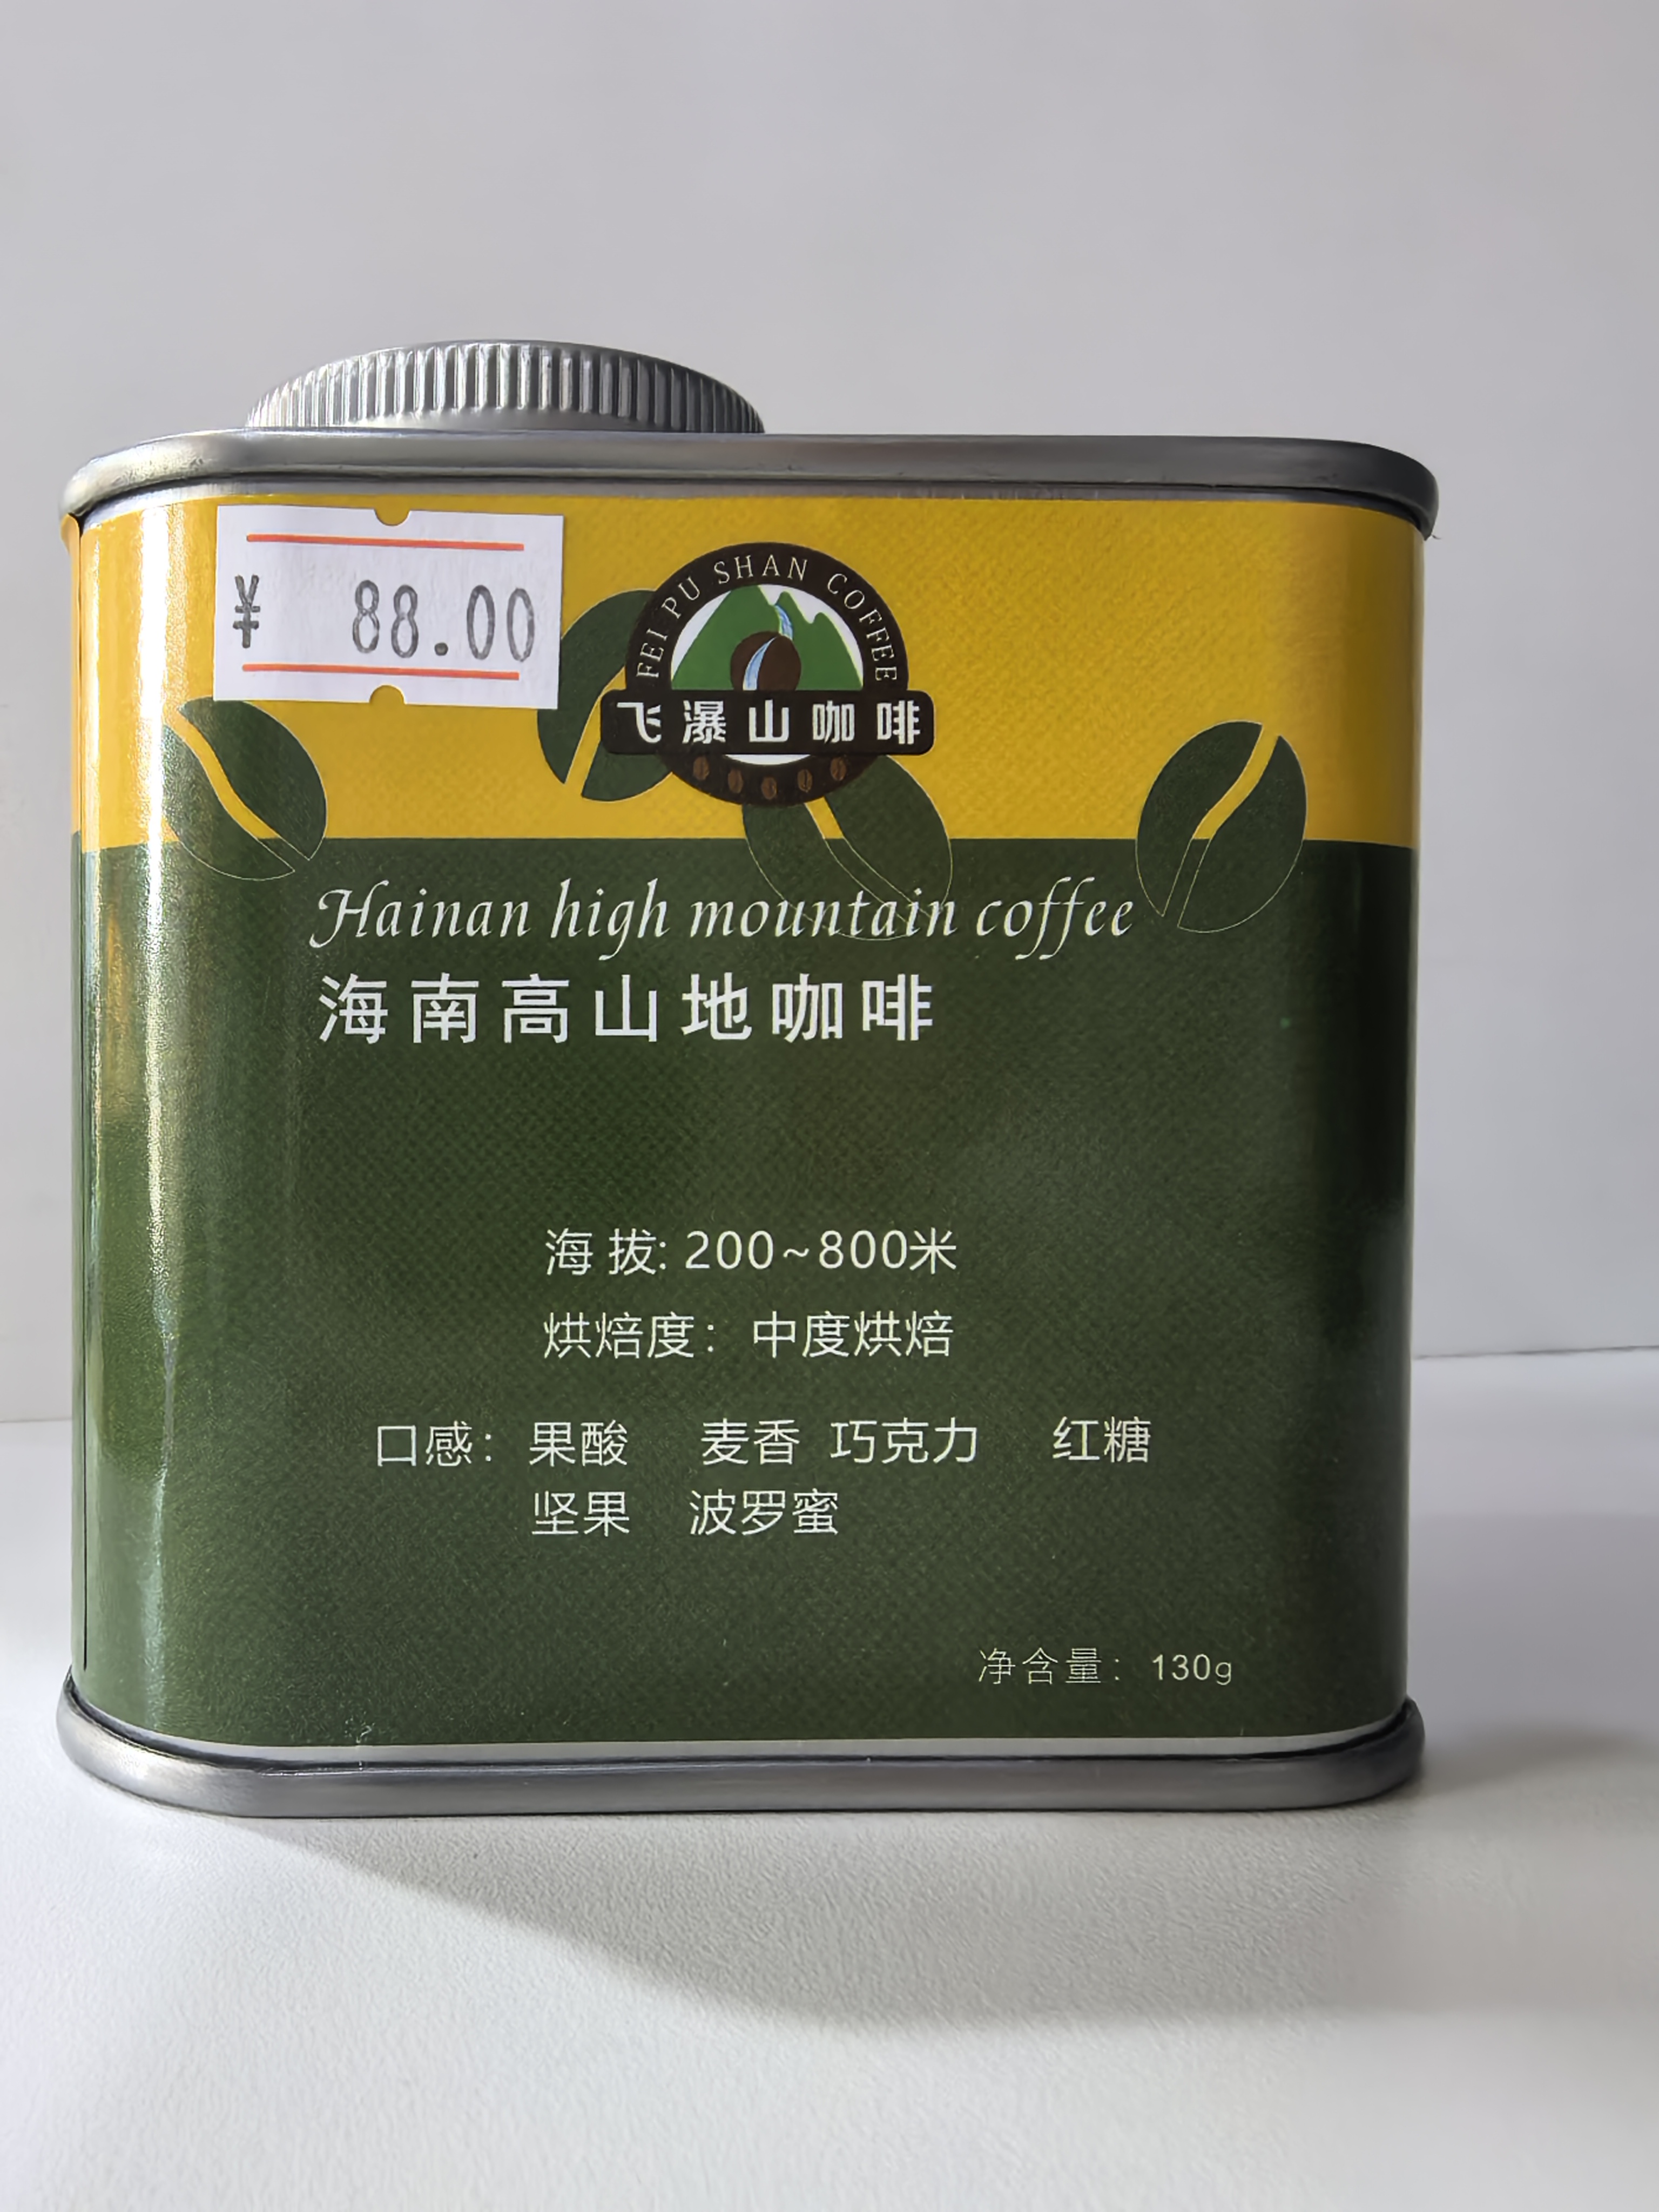 ¥ 88.00
FEI PU SHAN COFFEE
飞瀑山咖啡
Hainan high mountain coffee
海南高山地咖啡
海拔: 200~800米
烘焙度：中度烘焙
口感：果酸 麦香 巧克力 红糖
坚果 波罗蜜
净含量：130g